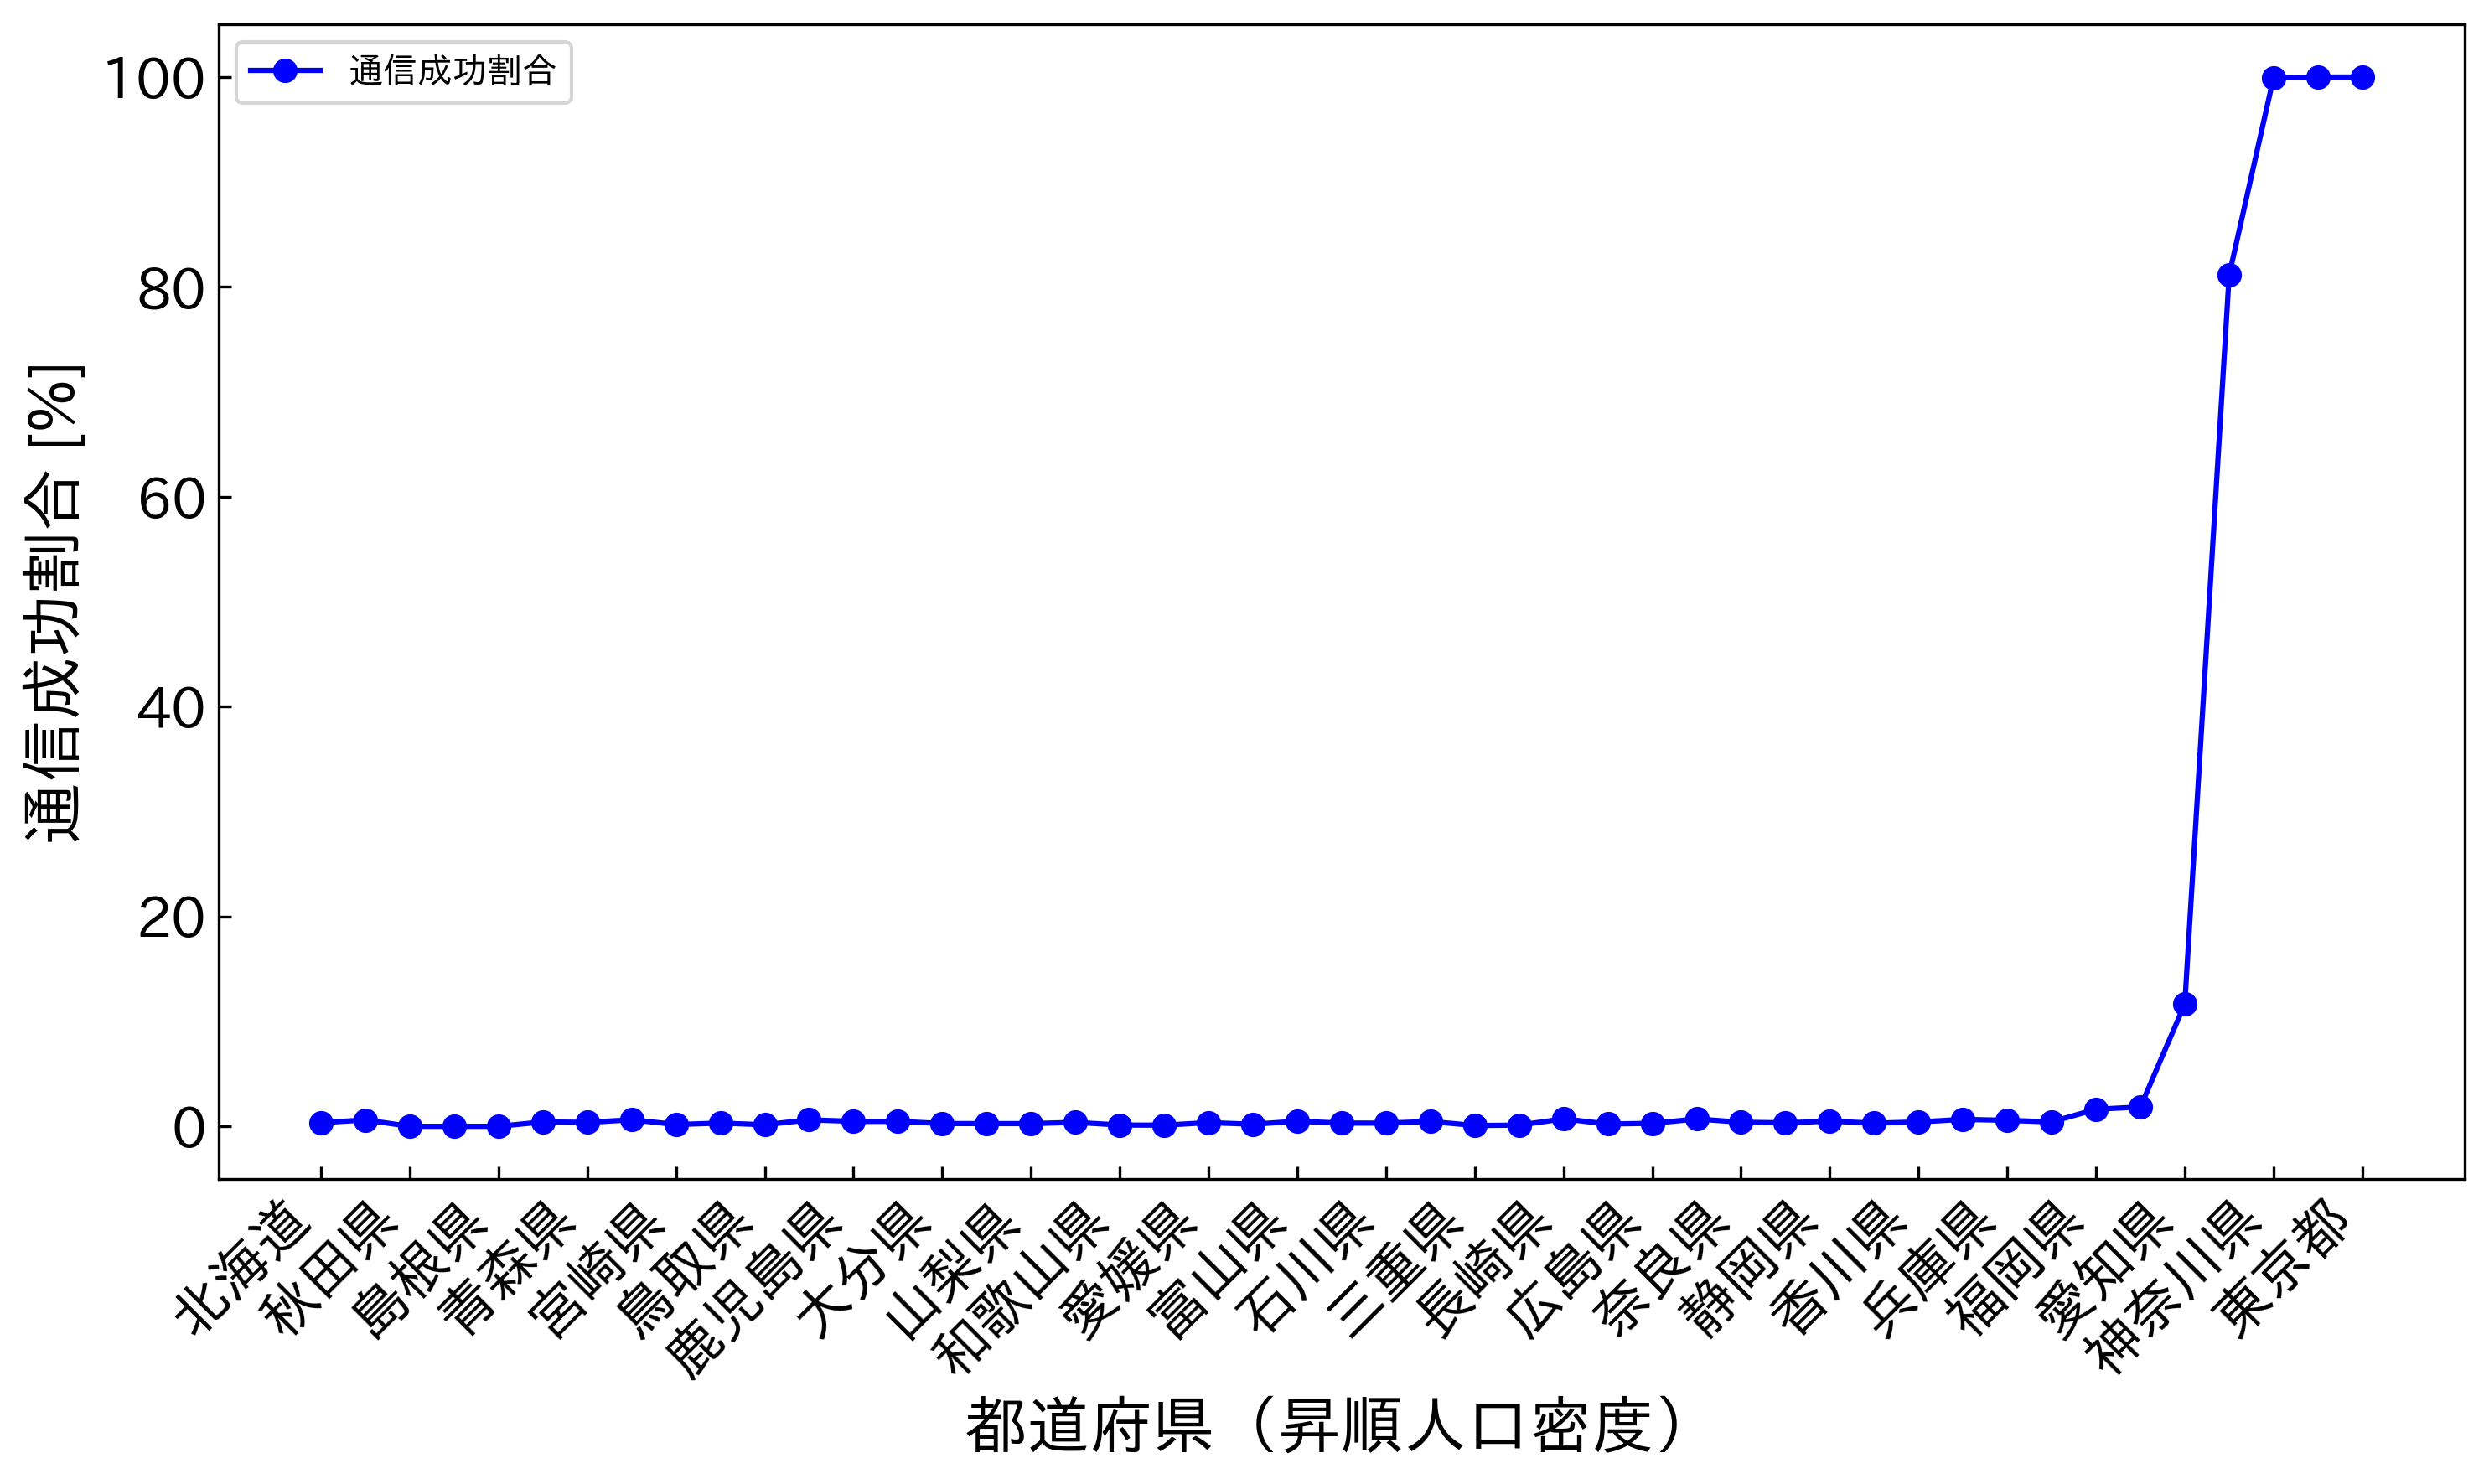 通信成功割合
100
80
60
40
20
0
通信成功割合 [%]
北海道
秋田県
島根県
青森県
宮崎県
鳥取県
鹿児島県
大分県
山梨県
和歌山県
愛媛県
富山県
石川県
三重県
長崎県
広島県
奈良県
静岡県
香川県
兵庫県
福岡県
愛知県
神奈川県
東京都
都道府県（昇順人口密度）